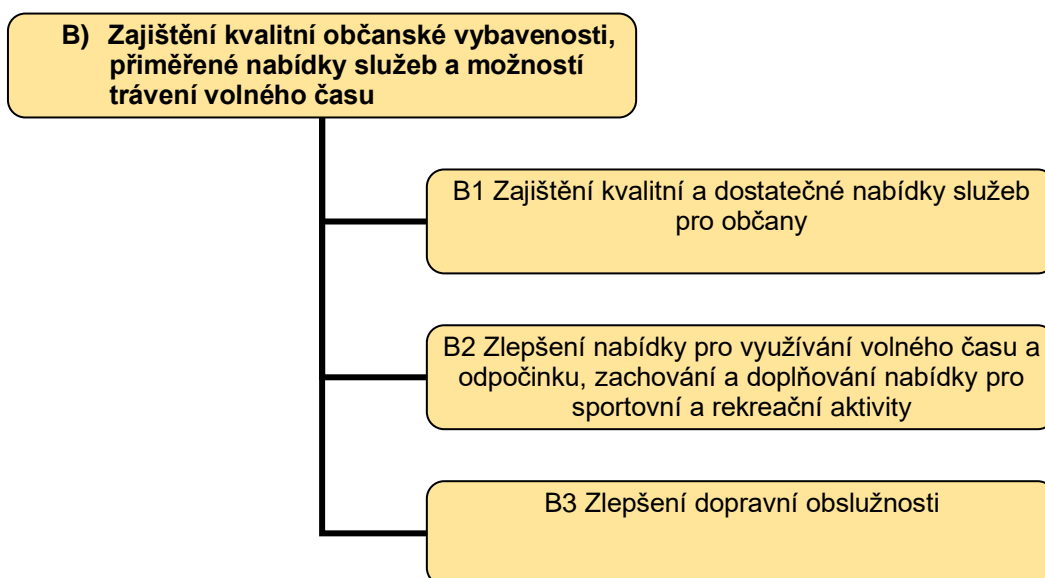 B) Zajištění kvalitní občanské vybavenosti,
přiměřené nabídky služeb a možností
trávení volného času
B1 Zajištění kvalitní a dostatečné nabídky služeb
pro občany
B2 Zlepšení nabídky pro využívání volného času a
odpočinku, zachování a doplňování nabídky pro
sportovní a rekreační aktivity
B3 Zlepšení dopravní obslužnosti